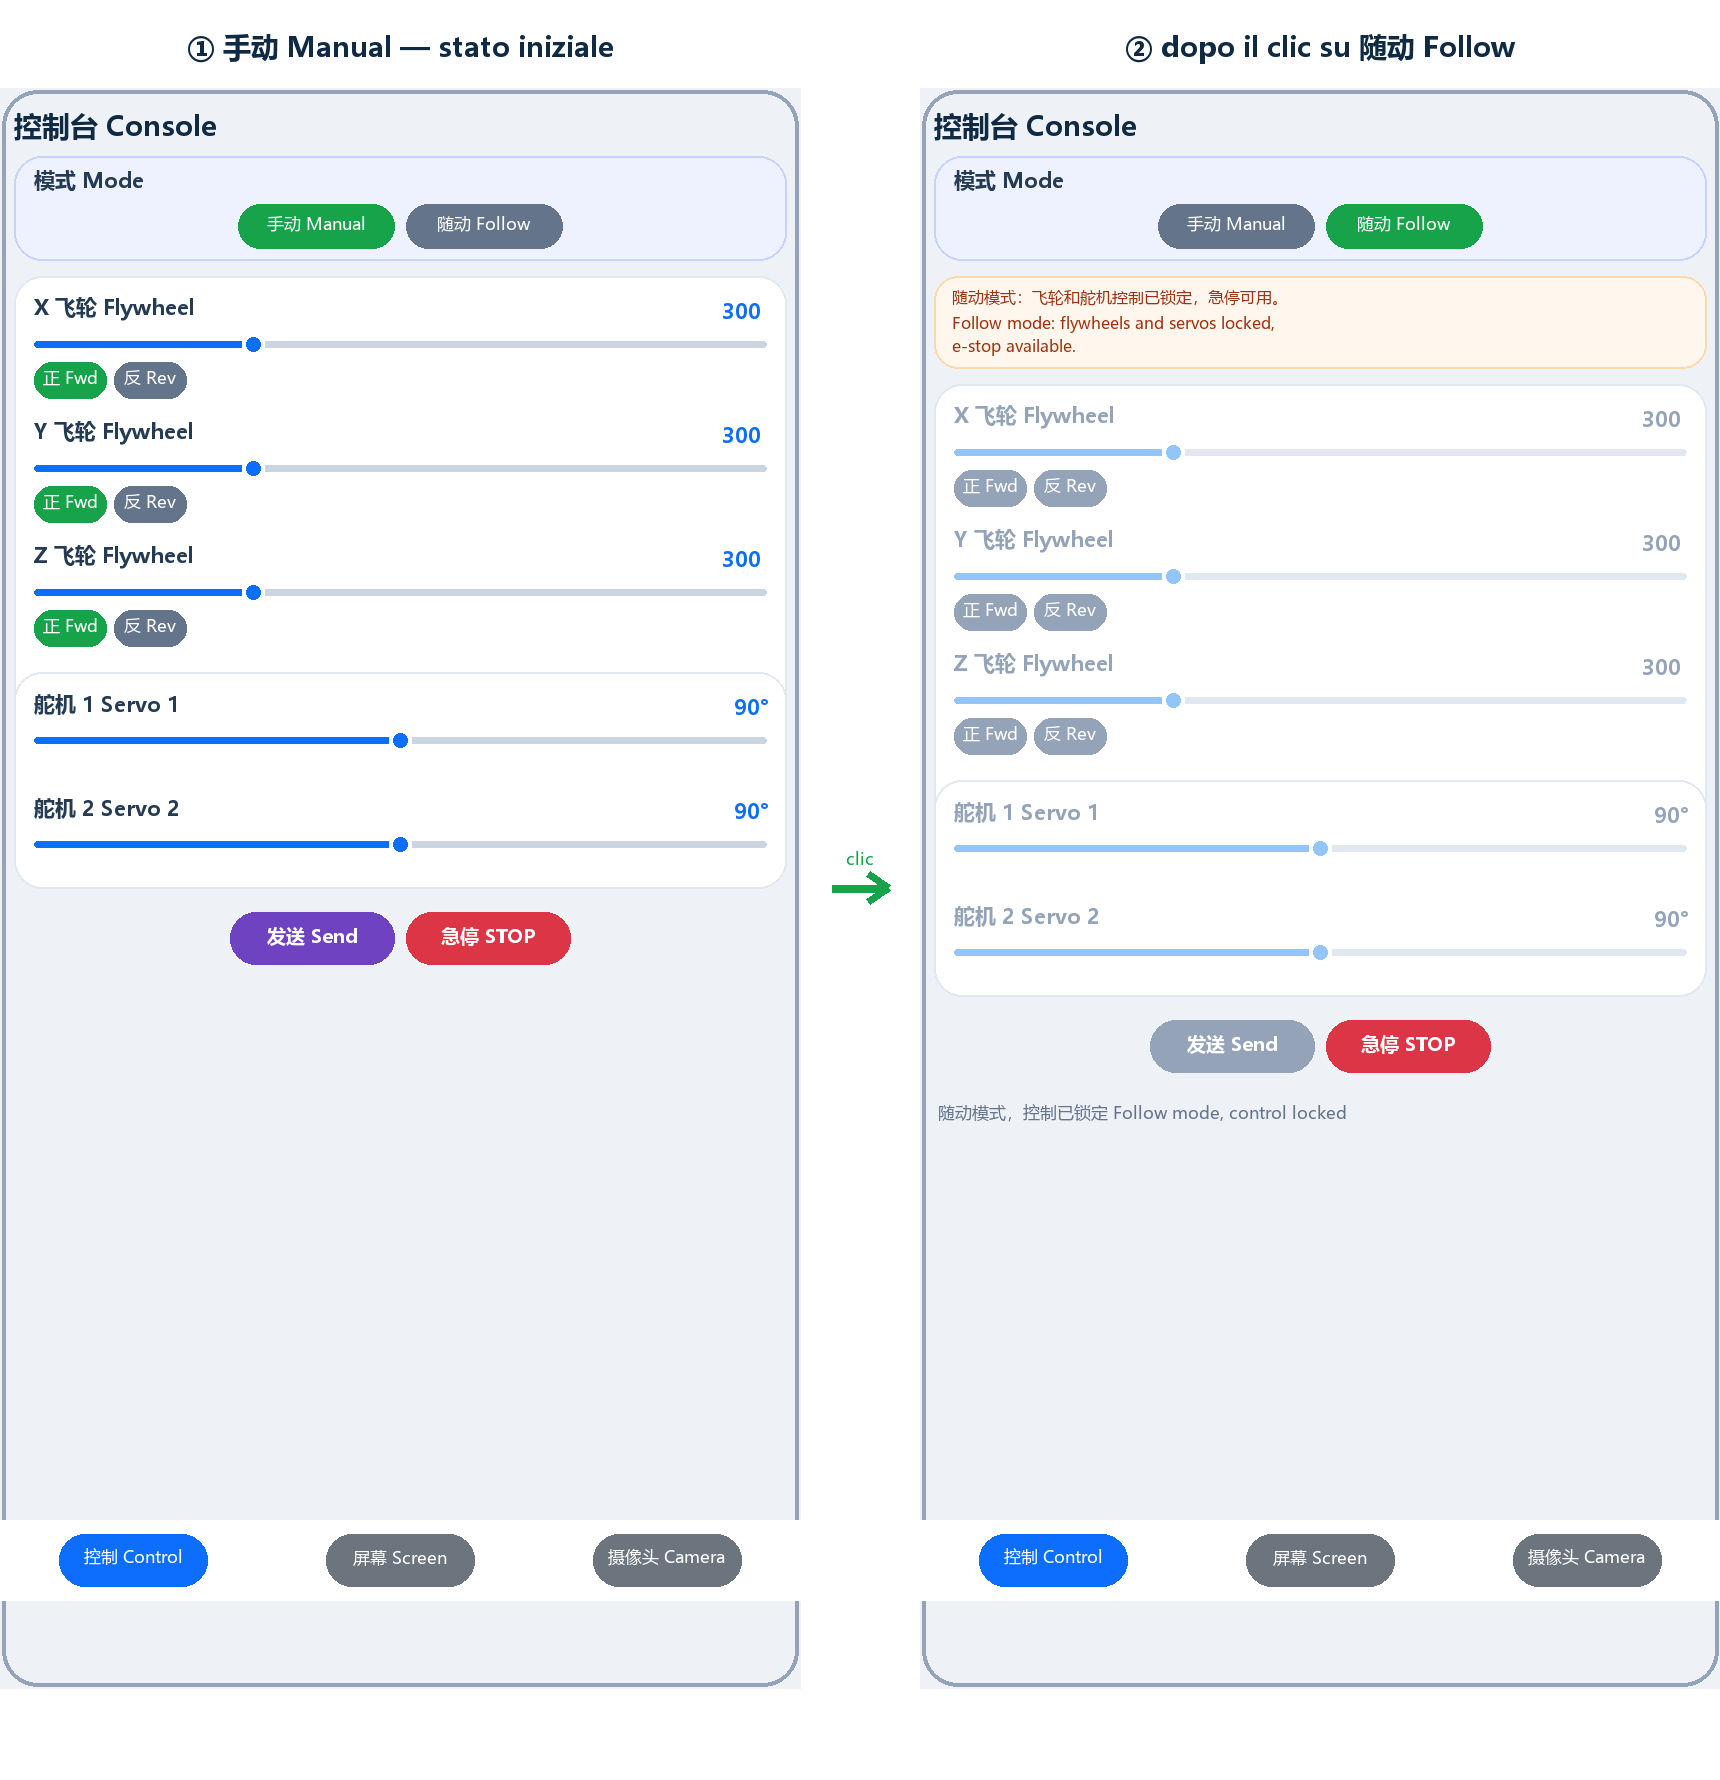 ① 手动 Manual — stato iniziale
控制台 Console
模式 Mode
手动 Manual
随动 Follow
X 飞轮 Flywheel
300
正 Fwd
反 Rev
Y 飞轮 Flywheel
300
正 Fwd
反 Rev
Z 飞轮 Flywheel
300
正 Fwd
反 Rev
舵机 1 Servo 1
90°
舵机 2 Servo 2
90°
发送 Send
急停 STOP
控制 Control
屏幕 Screen
摄像头 Camera
clic
② dopo il clic su 随动 Follow
控制台 Console
模式 Mode
手动 Manual
随动 Follow
随动模式：飞轮和舵机控制已锁定，急停可用。
Follow mode: flywheels and servos locked,
e-stop available.
X 飞轮 Flywheel
300
正 Fwd
反 Rev
Y 飞轮 Flywheel
300
正 Fwd
反 Rev
Z 飞轮 Flywheel
300
正 Fwd
反 Rev
舵机 1 Servo 1
90°
舵机 2 Servo 2
90°
发送 Send
急停 STOP
随动模式，控制已锁定 Follow mode, control locked
控制 Control
屏幕 Screen
摄像头 Camera